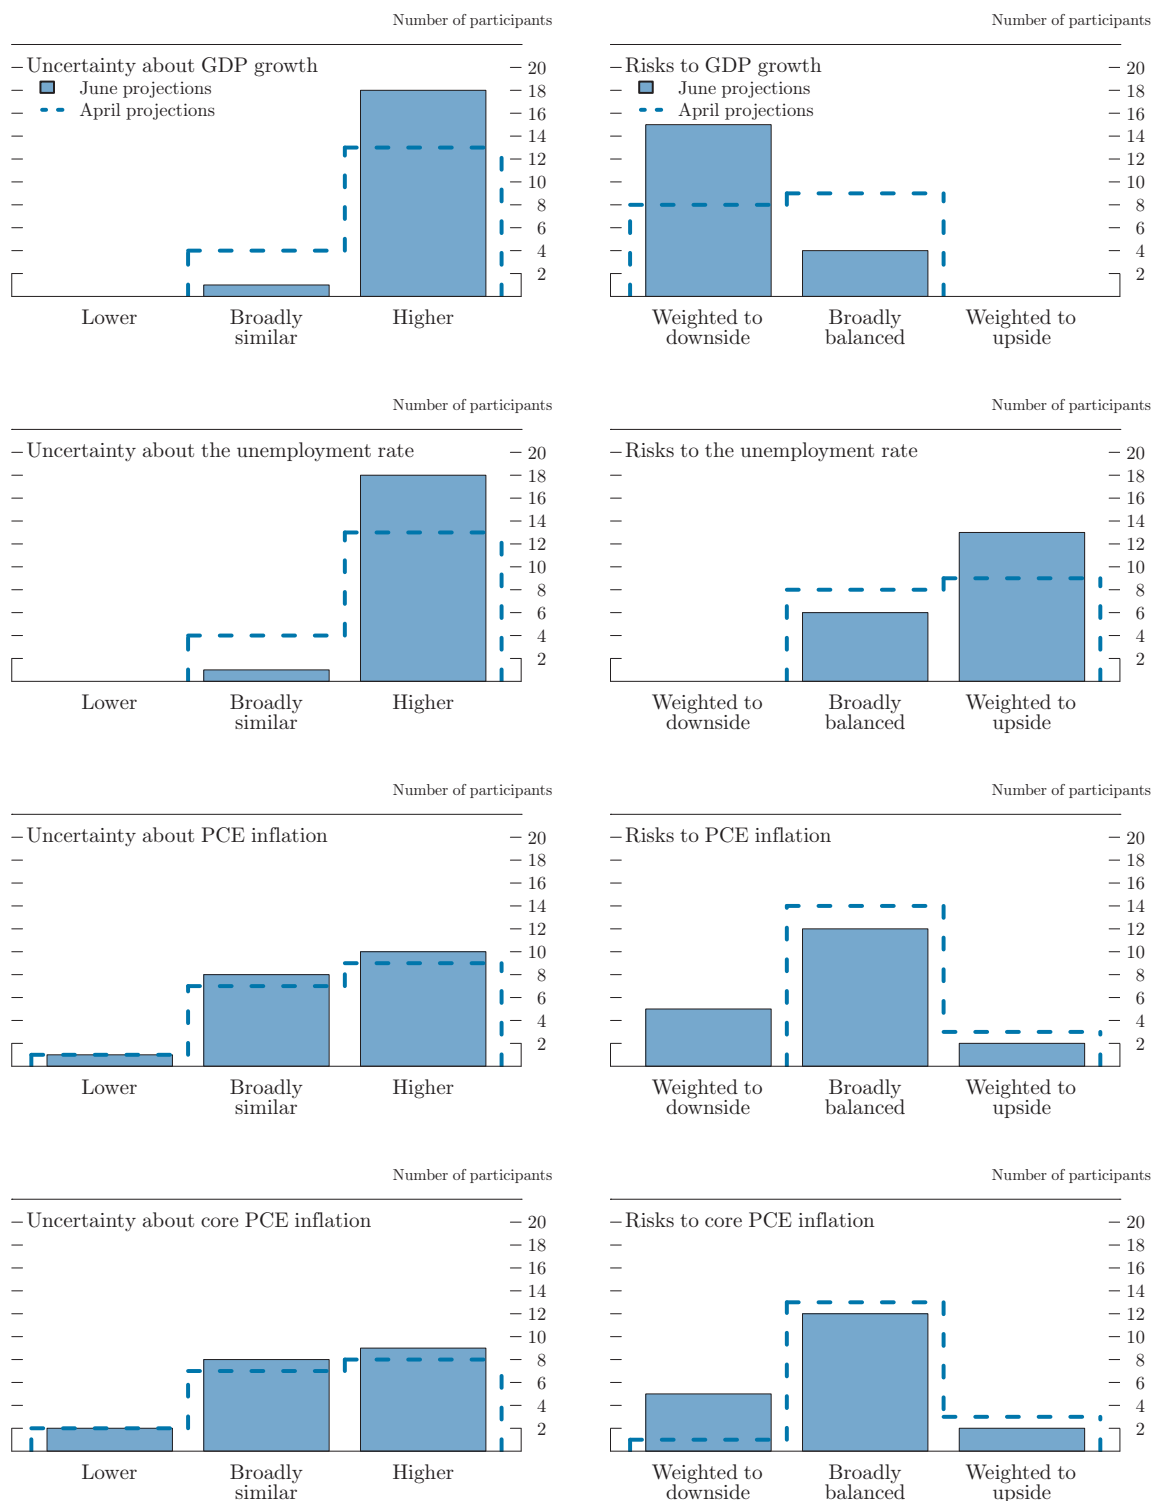 Number of participants
Uncertainty about GDP growth
June projections
April projections
20
18
16
14
12
10
8
6
4
2
Lower
Broadly
similar
Higher
Number of participants
Risks to GDP growth
June projections
April projections
20
18
16
14
12
10
8
6
4
2
Weighted to
downside
Broadly
balanced
Weighted to
upside
Number of participants
Uncertainty about the unemployment rate
20
18
16
14
12
10
8
6
4
2
Lower
Broadly
similar
Higher
Number of participants
Risks to the unemployment rate
20
18
16
14
12
10
8
6
4
2
Weighted to
downside
Broadly
balanced
Weighted to
upside
Number of participants
Uncertainty about PCE inflation
20
18
16
14
12
10
8
6
4
2
Lower
Broadly
similar
Higher
Number of participants
Risks to PCE inflation
20
18
16
14
12
10
8
6
4
2
Weighted to
downside
Broadly
balanced
Weighted to
upside
Number of participants
Uncertainty about core PCE inflation
20
18
16
14
12
10
8
6
4
2
Lower
Broadly
similar
Higher
Number of participants
Risks to core PCE inflation
20
18
16
14
12
10
8
6
4
2
Weighted to
downside
Broadly
balanced
Weighted to
upside